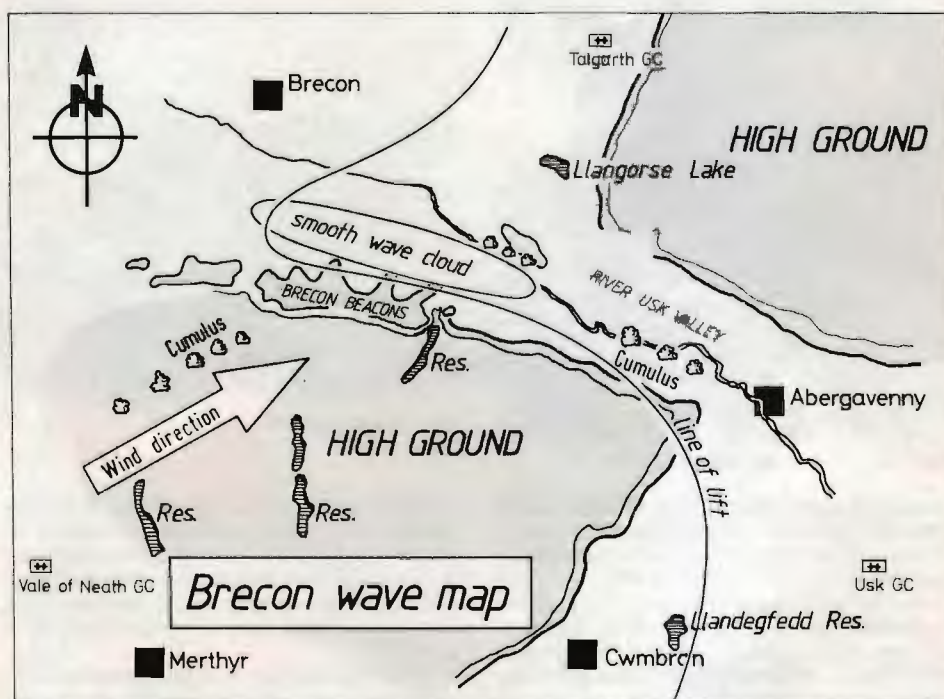 N
Brecon
Talgarth GC
HIGH GROUND
Llangorse Lake
smooth wave cloud
RIVER USK VALLEY
BRECON BEACONS
Cumulus
Res.
Cumulus
Abergavenny
Wind direction
HIGH GROUND
line of lift
Res.
Res.
Vale of Neath GC
Usk GC
Brecon wave map
Llandegfedd Res.
Merthyr
Cwmbran